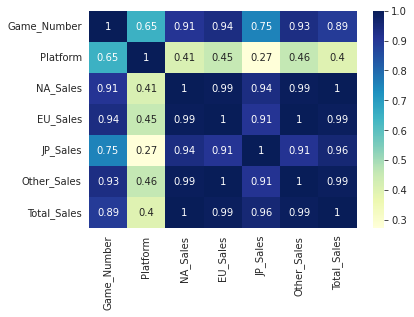 Game_Number 1 0.65 0.91 0.94 0.75 0.93 0.89
Platform 0.65 1 0.41 0.45 0.27 0.46 0.4
NA_Sales 0.91 0.41 1 0.99 0.94 0.99 1
EU_Sales 0.94 0.45 0.99 1 0.91 1 0.99
JP_Sales 0.75 0.27 0.94 0.91 1 0.91 0.96
Other_Sales 0.93 0.46 0.99 1 0.91 1 0.99
Total_Sales 0.89 0.4 1 0.99 0.96 0.99 1
Game_Number
Platform
NA_Sales
EU_Sales
JP_Sales
Other_Sales
Total_Sales
1.0
0.9
0.8
0.7
0.6
0.5
0.4
0.3